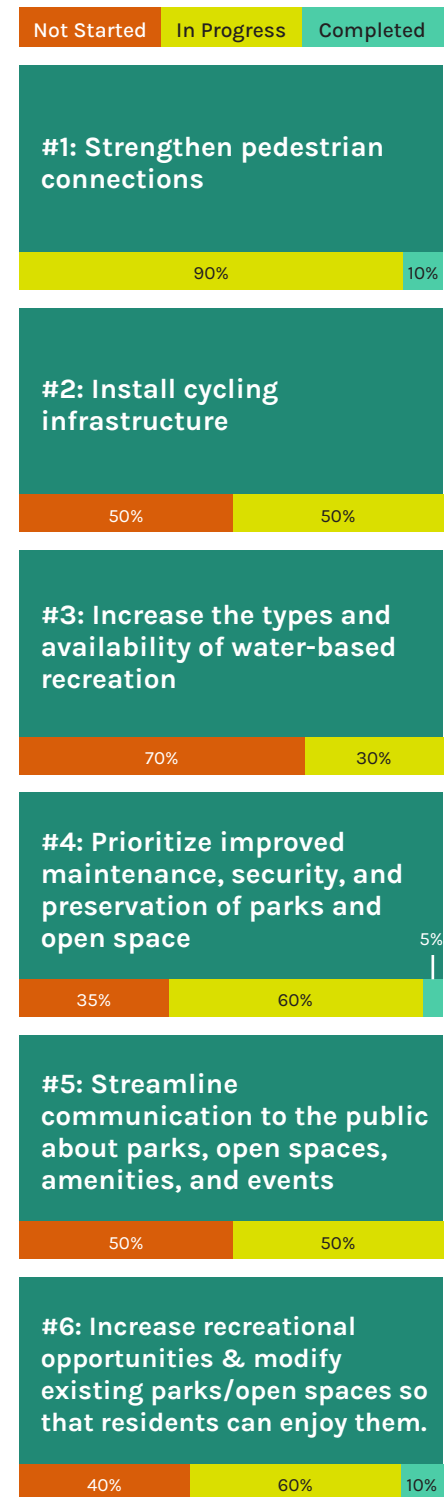 Not Started In Progress Completed
#1: Strengthen pedestrian
connections
90% 10%
#2: Install cycling
infrastructure
50% 50%
#3: Increase the types and
availability of water-based
recreation
70% 30%
#4: Prioritize improved
maintenance, security, and
preservation of parks and
open space
5%
35% 60%
#5: Streamline
communication to the public
about parks, open spaces,
amenities, and events
50% 50%
#6: Increase recreational
opportunities & modify
existing parks/open spaces so
that residents can enjoy them.
40% 60% 10%